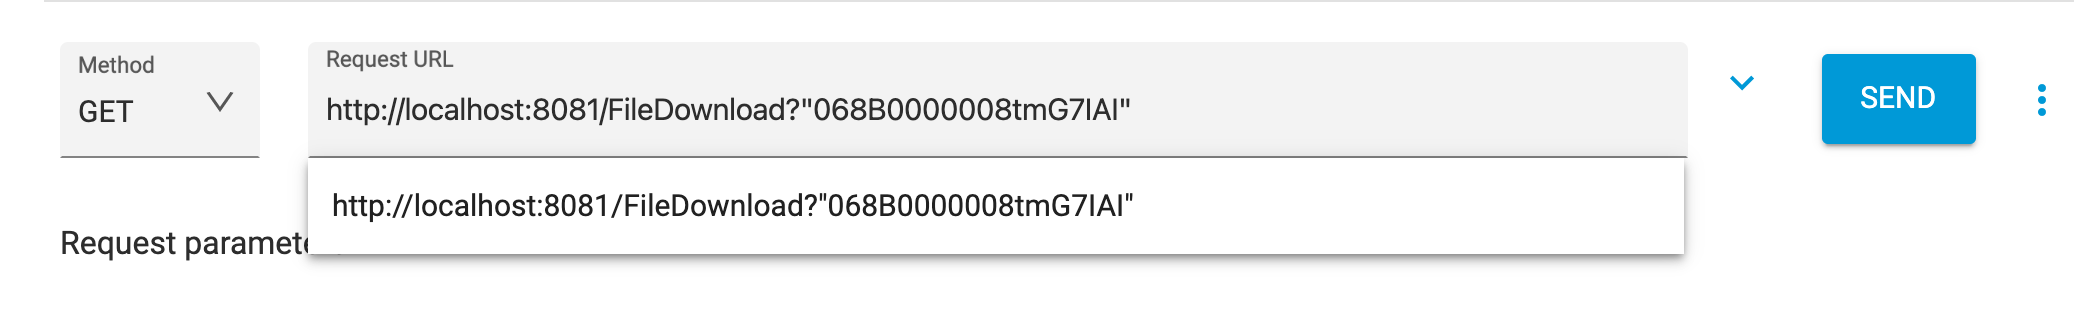 Method
GET
Request URL
http://localhost:8081/FileDownload?"068B0000008tmG7IAI"
SEND
http://localhost:8081/FileDownload?"068B0000008tmG7IAI"
Request paramet